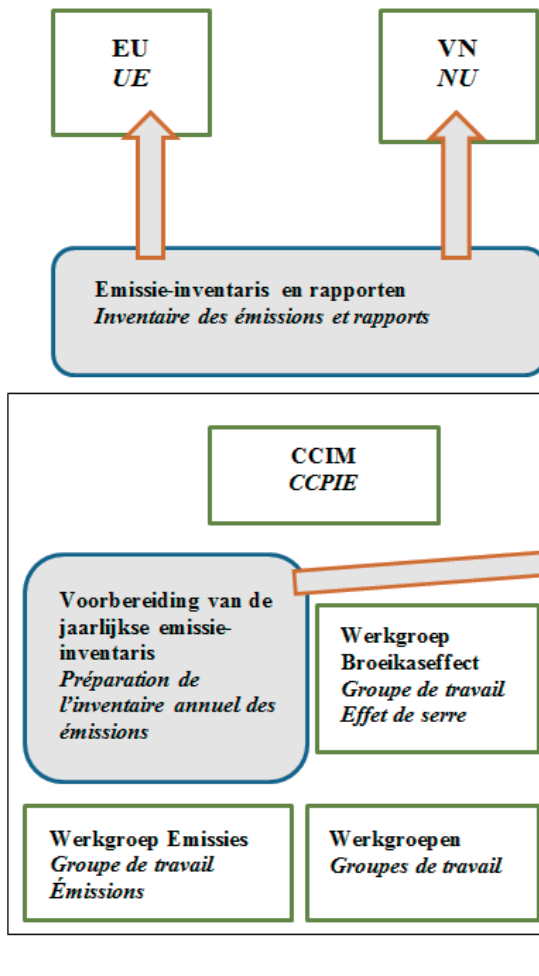 EU
UE
VN
NU
Emissie-inventaris en rapporten
Inventaire des émissions et rapports
CCIM
CCPIE
Voorbereiding van de
jaarlijkse emissie-
inventaris
Préparation de
l’inventaire annuel des
émissions
Werkgroep
Broeikaseffect
Groupe de travail
Effet de serre
Werkgroep Emissies
Groupe de travail
Émissions
Werkgroepen
Groupes de travail